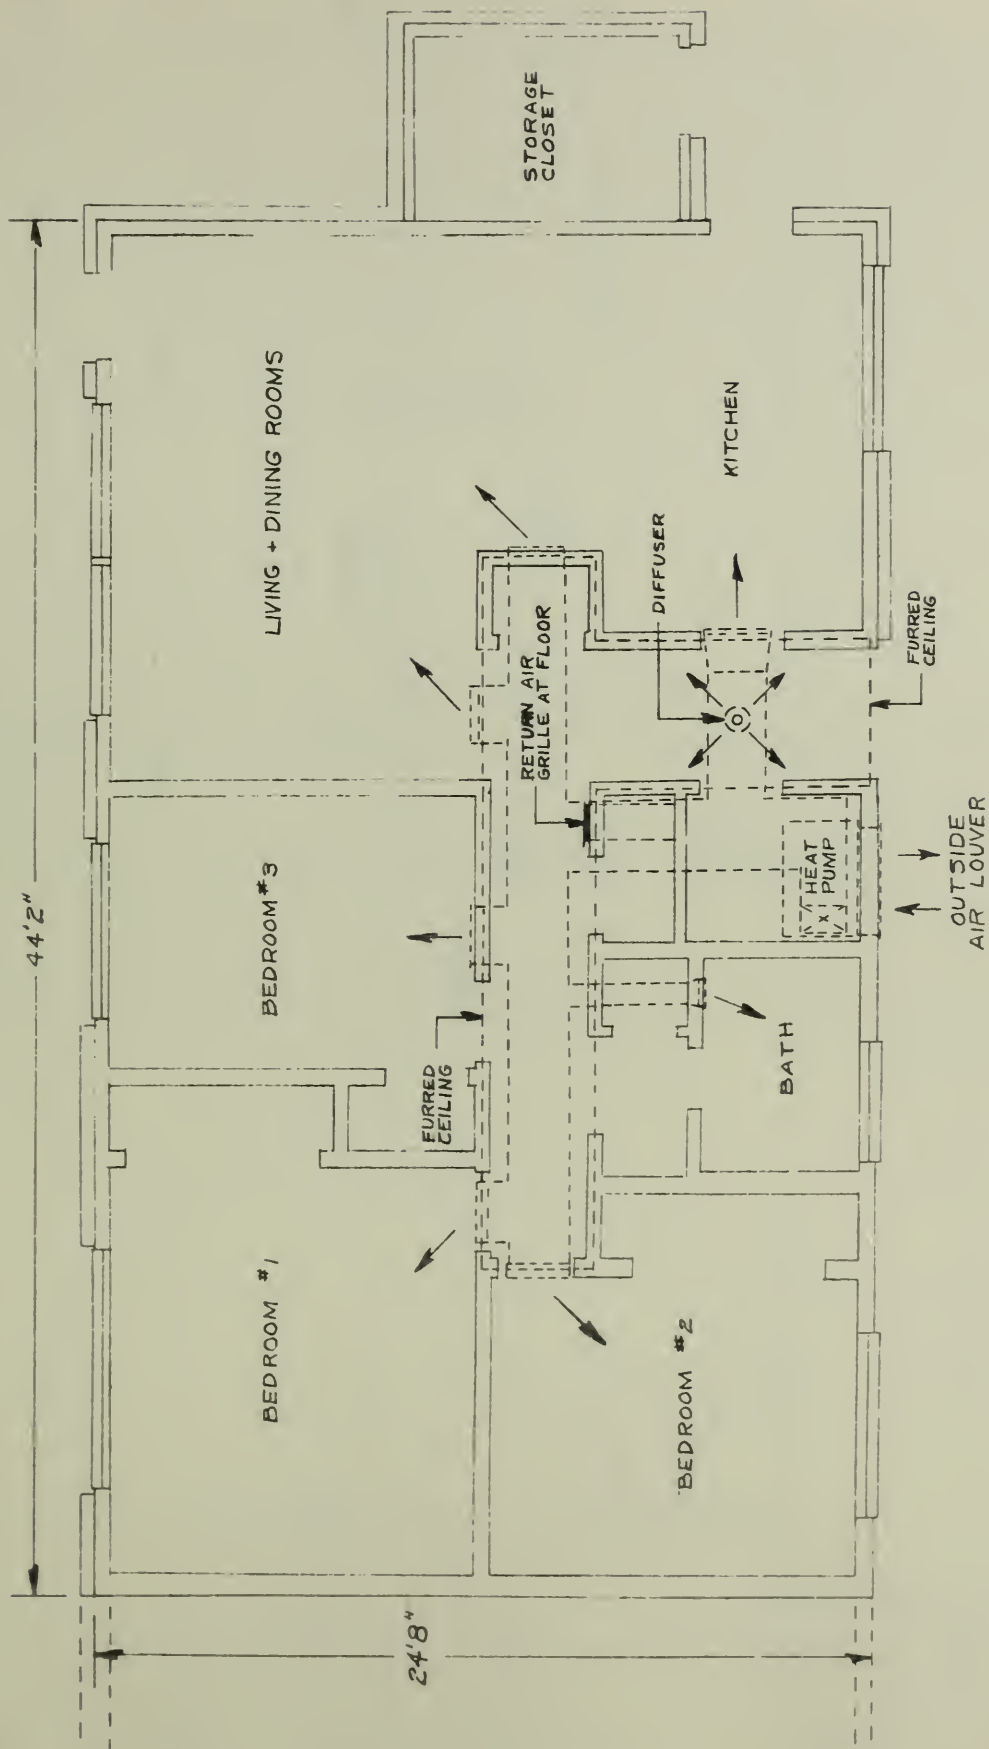 44'2"
24'8"
BEDROOM #1
BEDROOM #3
LIVING + DINING ROOMS
STORAGE
CLOSET
FURRED
CEILING
RETURN AIR
GRILLE AT FLOOR
DIFFUSER
KITCHEN
BEDROOM #2
BATH
HEAT
PUMP
X
FURRED
CEILING
OUTSIDE
AIR LOUVER